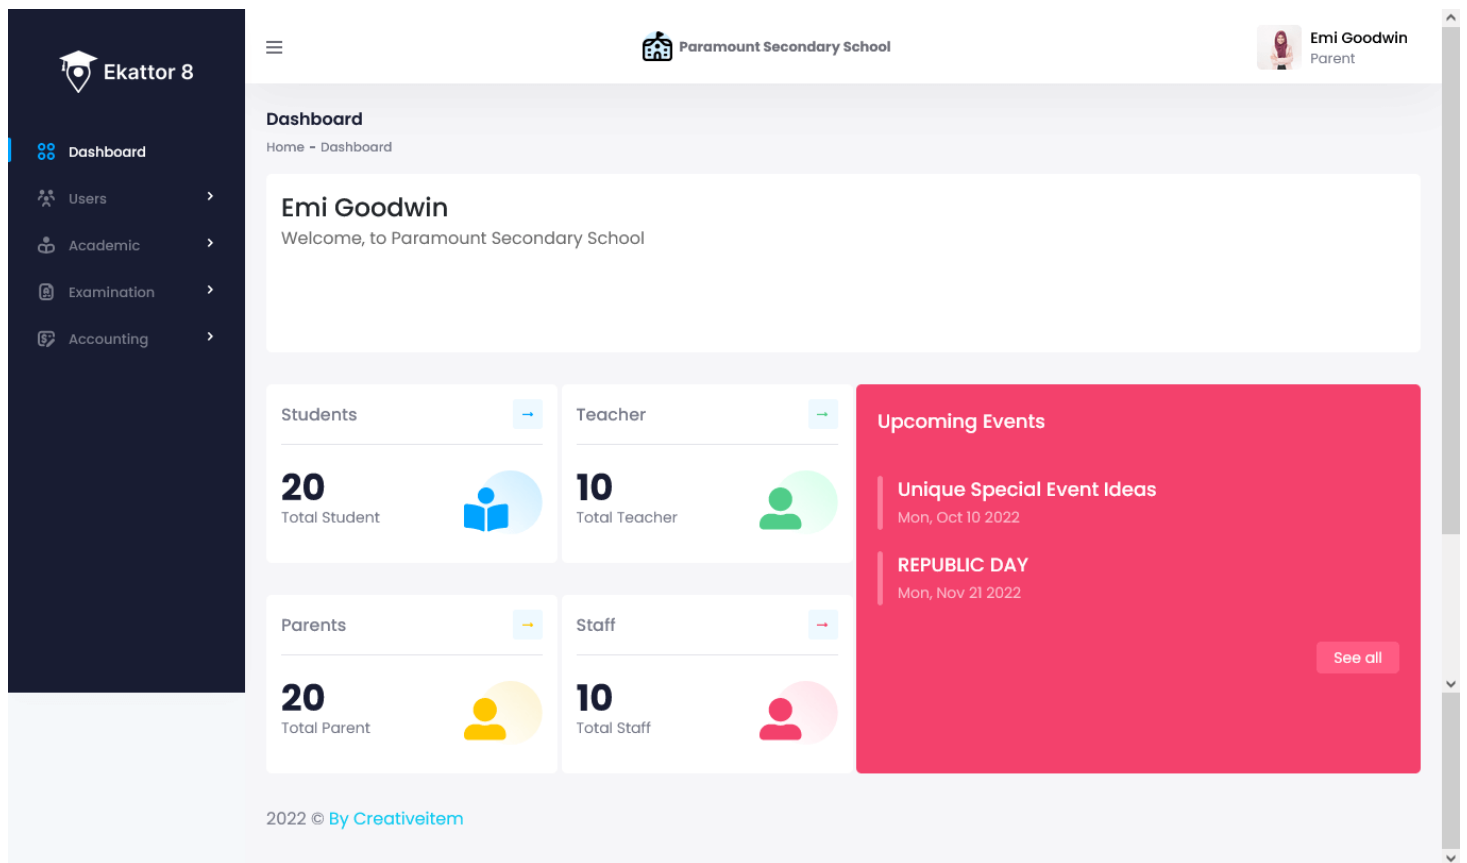 Ekattor 8
Dashboard
Users
Academic
Examination
Accounting
Paramount Secondary School
Emi Goodwin
Parent
Dashboard
Home - Dashboard
Emi Goodwin
Welcome, to Paramount Secondary School
Students
20
Total Student
Teacher
10
Total Teacher
Parents
20
Total Parent
Staff
10
Total Staff
Upcoming Events
Unique Special Event Ideas
Mon, Oct 10 2022
REPUBLIC DAY
Mon, Nov 21 2022
See all
2022 © By Creativeitem